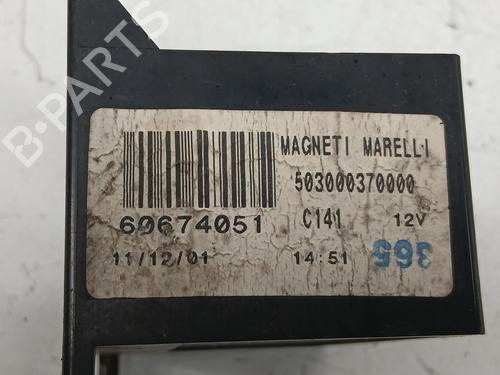 B-PARTS
MAGNETI MARELLI
503000370000
60674051 C141 12V
11/12/01 14:51 365